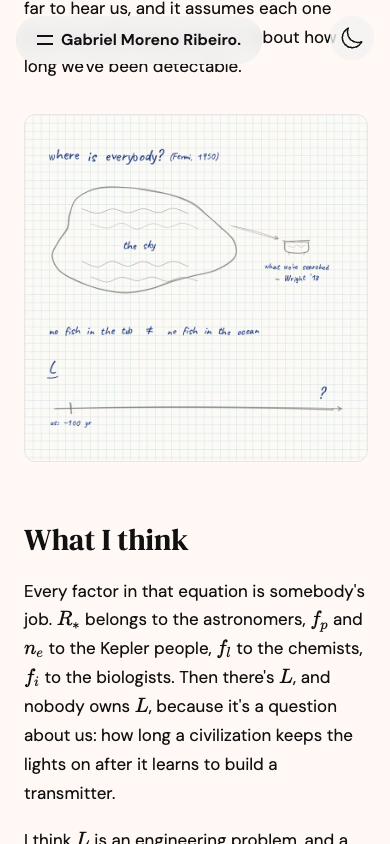 far to hear us, and it assumes each one
Gabriel Moreno Ribeiro.
bout how
long we've been detectable.
where is everybody? (Fermi, 1950)
the sky
what we've searched
- Wright '18
no fish in the tub ≠ no fish in the ocean
L
?
us: ~100 yr
What I think
Every factor in that equation is somebody's
job. R* belongs to the astronomers, fp and
ne to the Kepler people, fl to the chemists,
fi to the biologists. Then there's L, and
nobody owns L, because it's a question
about us: how long a civilization keeps the
lights on after it learns to build a
transmitter.
I think L is an engineering problem, and a